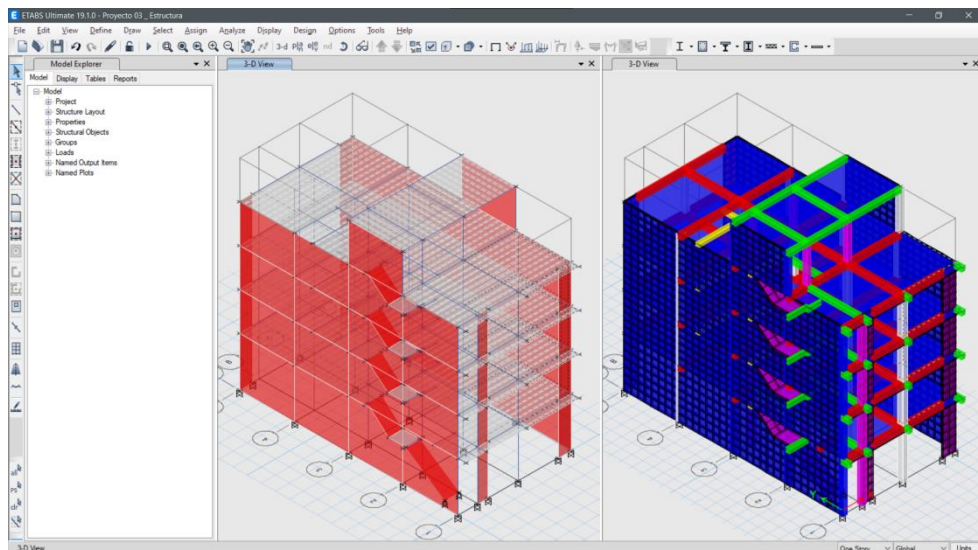 ETABS Ultimate 19.1.0 - Proyecto 03 _ Estructura
File Edit View Define Draw Select Assign Analyze Display Design Options Tools Help
3-d
Model Explorer
Model Display Tables Reports
Model
Project
Structure Layout
Properties
Structural Objects
Groups
Loads
Named Output Items
Named Plots
3-D View
3-D View
3-D View
One Story Global Units